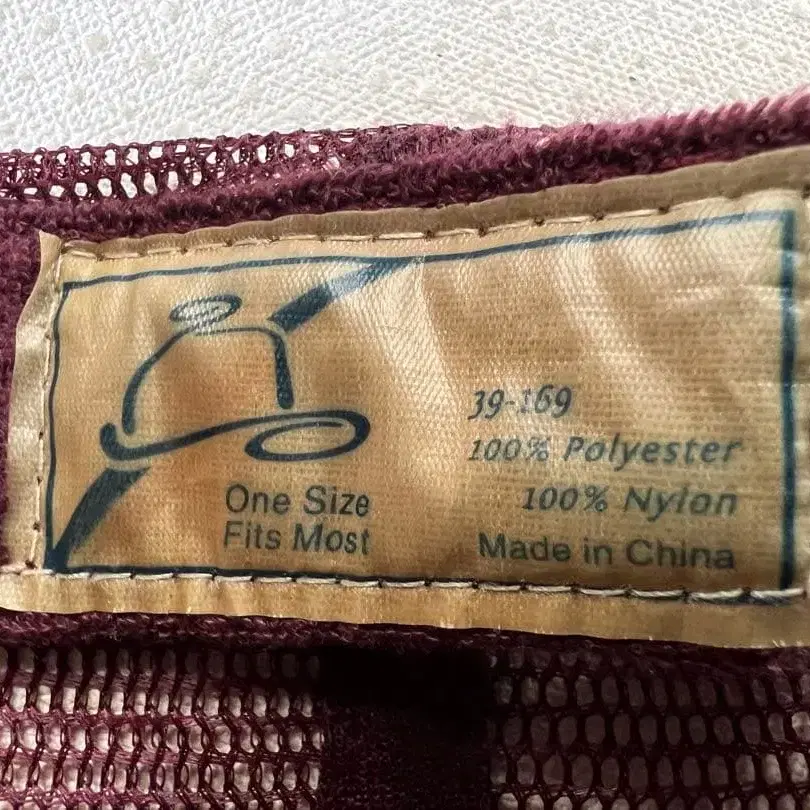 One Size
Fits Most
39-169
100% Polyester
100% Nylon
Made in China